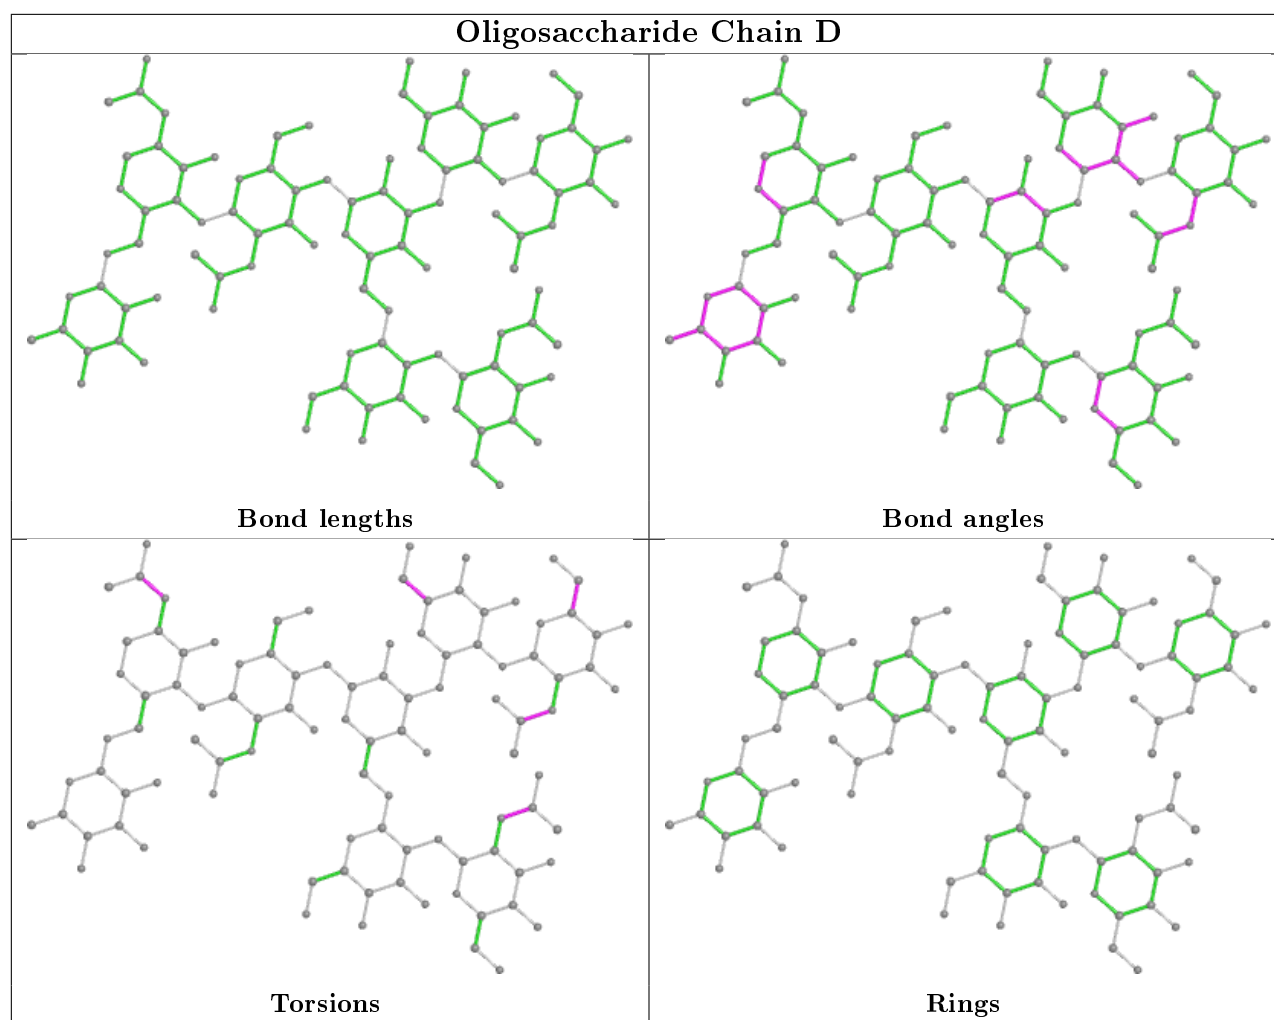 Oligosaccharide Chain D
Bond lengths
Bond angles
Torsions
Rings